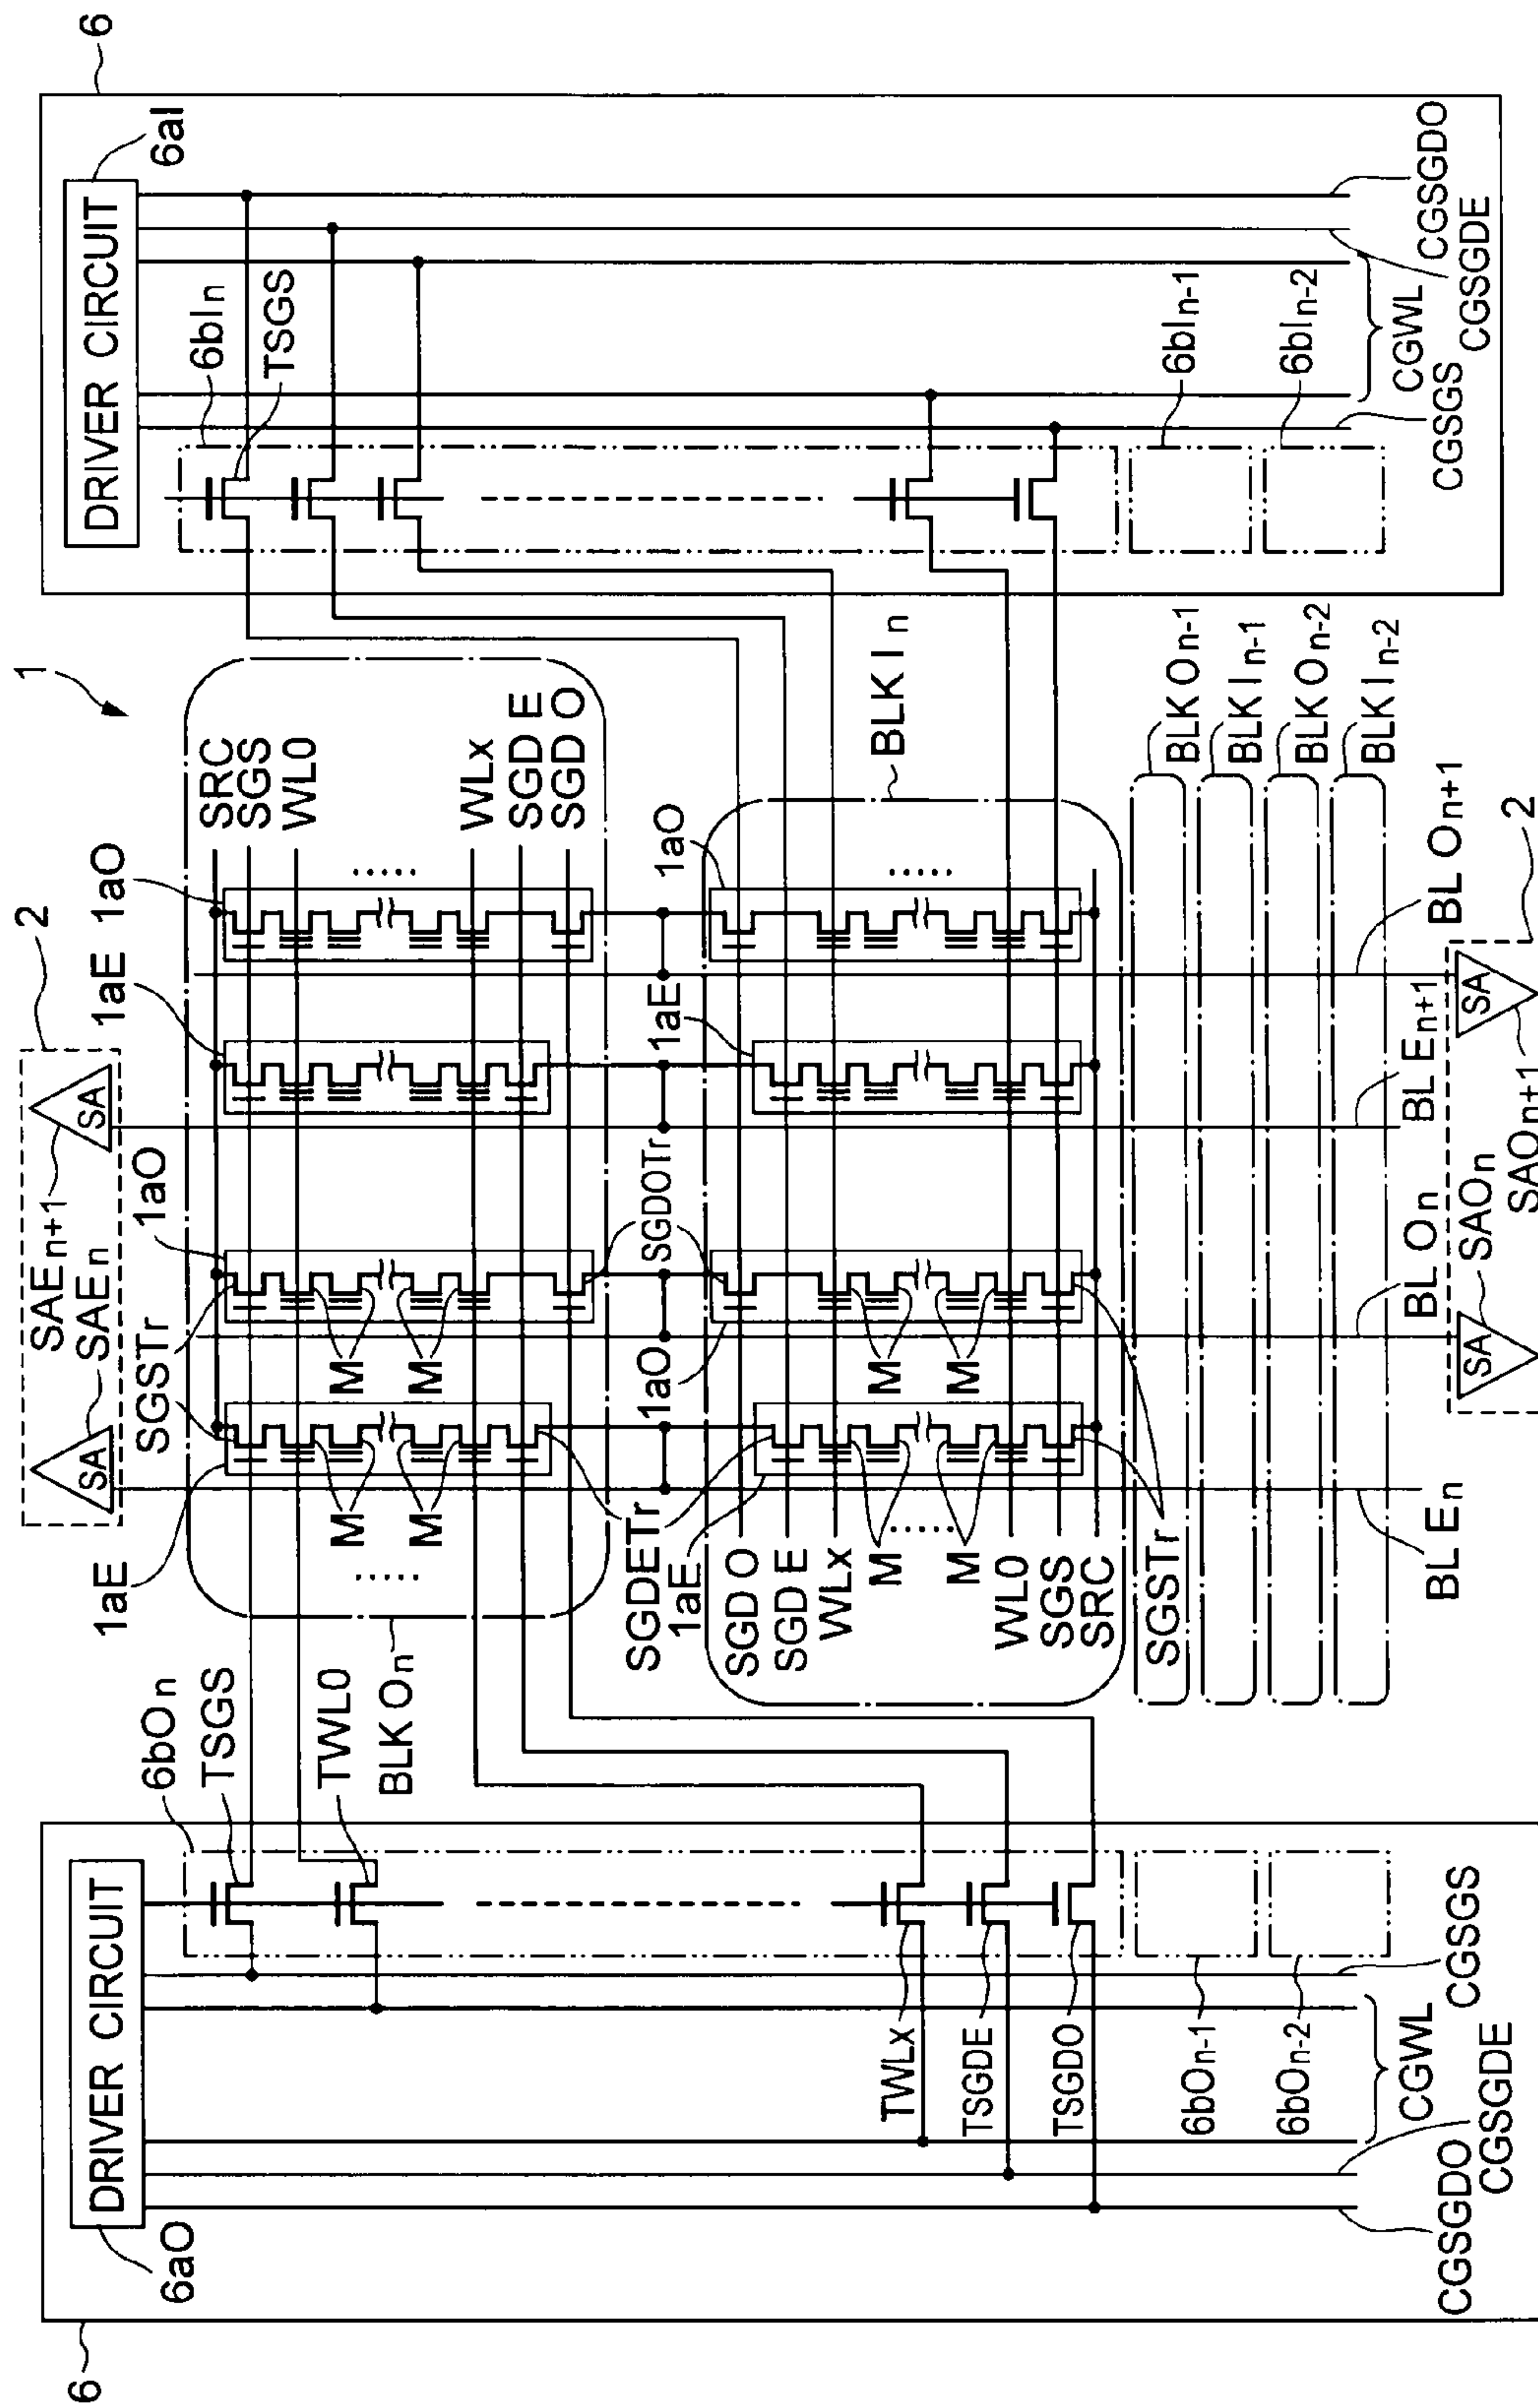 1
6
DRIVER CIRCUIT
6aO
6bOn
TSGS
TWL0
TWLX
TSGDE
TSGDO
6bOn-1
6bOn-2
CGSGS
CGWL
CGSGDE
CGSGDO
2
SA
SA
SAEn
SAEn+1
1aE
SGSTr
1aO
1aE
1aO
SRC
SGS
WL0
WLx
SGD E
SGD O
M
M
M
M
.....
.....
BLK On
SGDETr
SGDOTr
1aE
1aO
1aE
1aO
SGD O
SGD E
WLx
WL0
SGS
SRC
M
M
M
M
.....
.....
SGSTr
BLK In
BLK On-1
BLK In-1
BLK On-2
BLK In-2
BL En
BL On
BL En+1
BL On+1
SA
SA
SAOn
SAOn+1
2
6
DRIVER CIRCUIT
6aI
6bIn
TSGS
6bIn-1
6bIn-2
CGSGS
CGWL
CGSGDE
CGSGDO